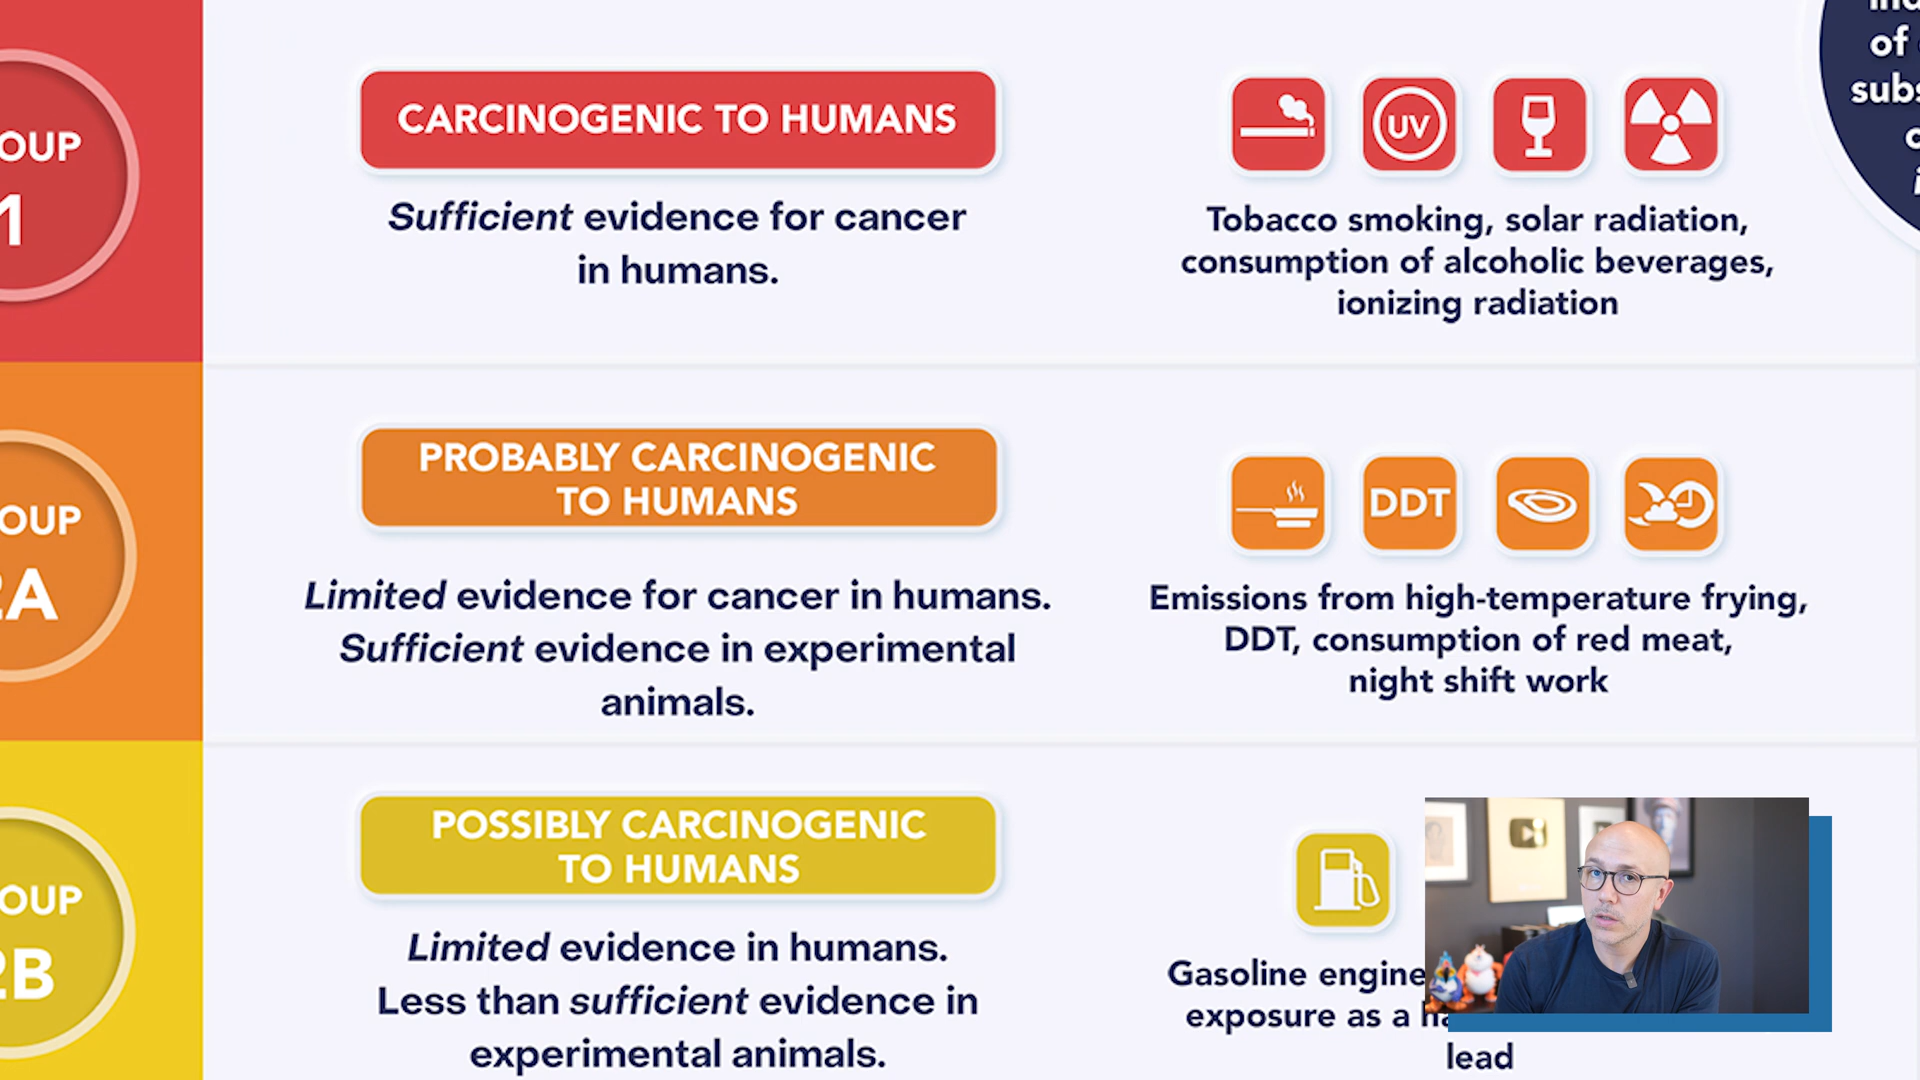 1
CARCINOGENIC TO HUMANS
Sufficient evidence for cancer
in humans.
UV
Tobacco smoking, solar radiation,
consumption of alcoholic beverages,
ionizing radiation
of
PROBABLY CARCINOGENIC
TO HUMANS
Limited evidence for cancer in humans.
Sufficient evidence in experimental
animals.
DDT
Emissions from high-temperature frying,
DDT, consumption of red meat,
night shift work
POSSIBLY CARCINOGENIC
TO HUMANS
Limited evidence in humans.
Less than sufficient evidence in
experimental animals.
Gasoline engine
exposure as a
lead